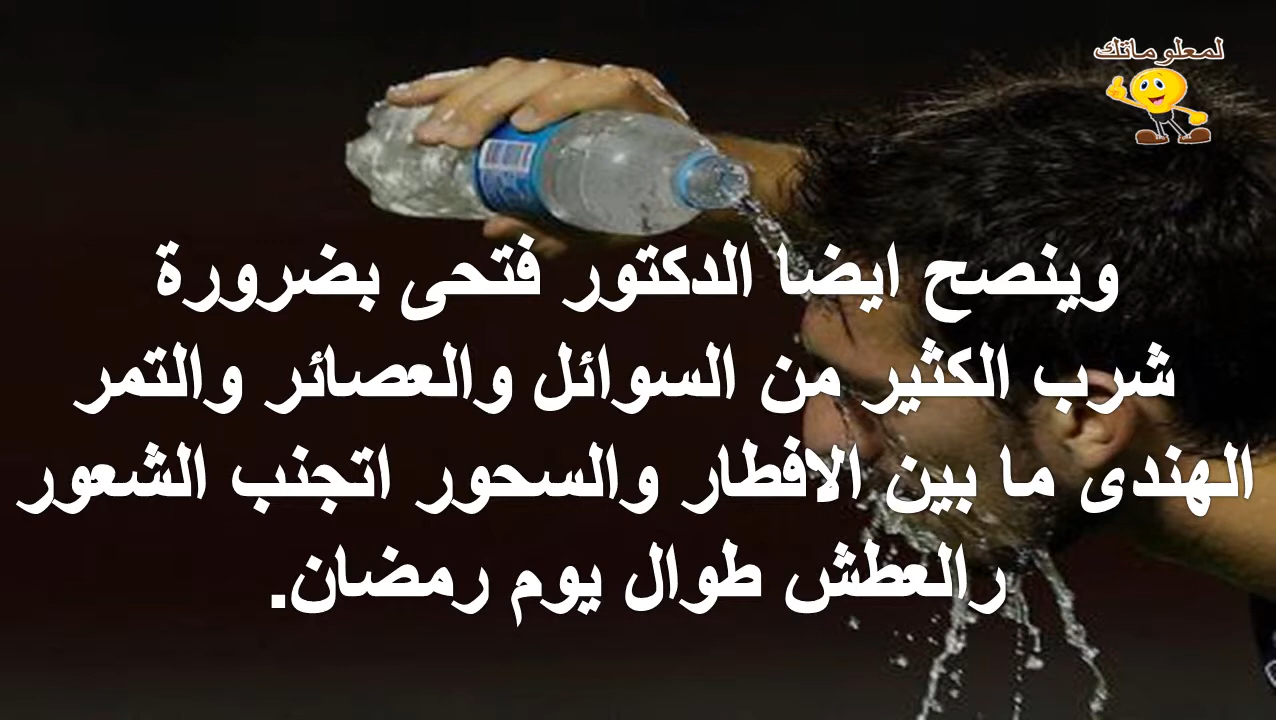 لمعلوماتك
وينصح ايضا الدكتور فتحى بضرورة
شرب الكثير من السوائل والعصائر والتمر
الهندى ما بين الافطار والسحور اتجنب الشعور
رالعطش طوال يوم رمضان.